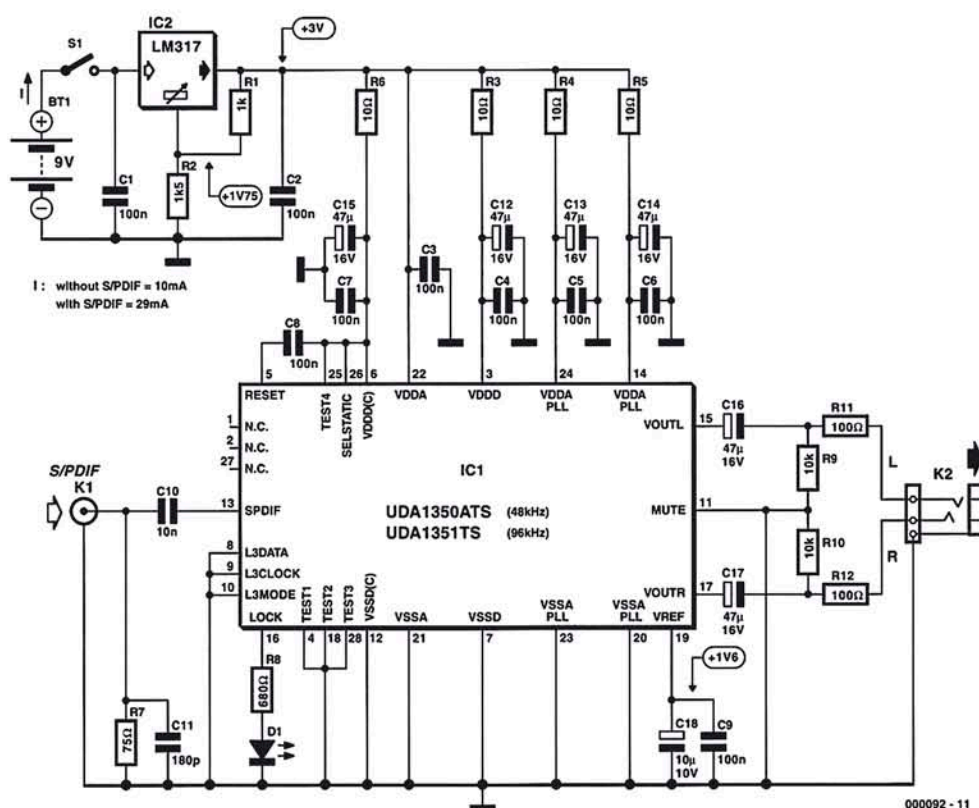 IC2
+3V
S1
LM317
R1
1k
R6
10Ω
R3
10Ω
R4
10Ω
R5
10Ω
I
BT1
9V
C1
100n
R2
1k5
+1V75
C2
100n
C15
47µ
16V
C7
100n
C3
100n
C12
47µ
16V
C4
100n
C13
47µ
16V
C5
100n
C14
47µ
16V
C6
100n
I : without S/PDIF = 10mA
with S/PDIF = 29mA
C8
100n
5
25
26
6
22
3
24
14
RESET
TEST4
SELSTATIC
VDDD(C)
VDDA
VDDD
VDDA
PLL
VDDA
PLL
1
N.C.
2
N.C.
27
N.C.
VOUTL
15
C16
47µ
16V
R11
100Ω
R9
10k
L
K2
IC1
S/PDIF
K1
C10
10n
13
SPDIF
UDA1350ATS (48kHz)
UDA1351TS (96kHz)
MUTE
11
8
L3DATA
9
L3CLOCK
10
L3MODE
R10
10k
R
VOUTR
17
C17
47µ
16V
R12
100Ω
LOCK
TEST1
TEST2
TEST3
VSSD(C)
VSSA
VSSD
VSSA
PLL
VSSA
PLL
VREF
16
4
18
28
12
21
7
23
20
19
R8
680Ω
+1V6
R7
75Ω
C11
180p
D1
C18
10µ
10V
C9
100n
000092 - 11